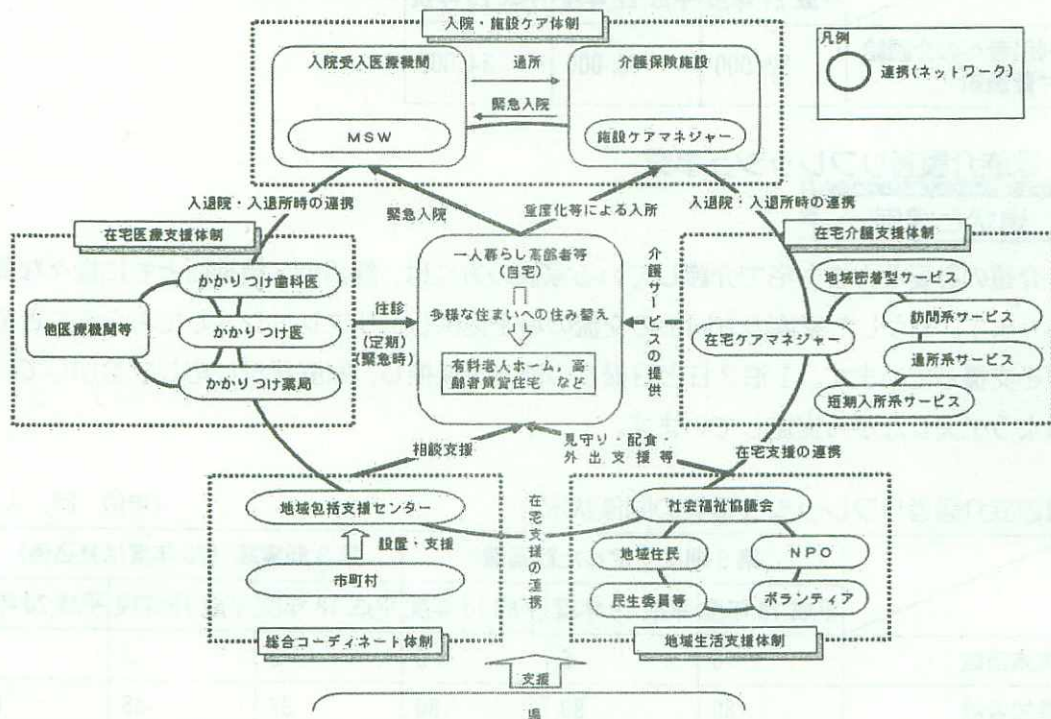 入院・施設ケア体制
凡例
連携(ネットワーク)
入院受入医療機関
通所
介護保険施設
緊急入院
MSW
施設ケアマネジャー
入退院・入退所時の連携
緊急入院
重度化等による入所
入退院・入退所時の連携
在宅医療支援体制
在宅介護支援体制
かかりつけ歯科医
他医療機関等
かかりつけ医
かかりつけ薬局
往診
(定期)
(緊急時)
一人暮らし高齢者等
(自宅)
多様な住まいへの住み替え
有料老人ホーム、高
齢者賃貸住宅、など
介護サービスの提供
地域密着型サービス
訪問系サービス
在宅ケアマネジャー
通所系サービス
短期入所系サービス
相談支援
見守り・配食・
外出支援等
在宅支援の連携
地域包括支援センター
設置・支援
市町村
総合コーディネート体制
在宅支援の連携
社会福祉協議会
地域住民
NPO
民生委員等
ボランティア
地域生活支援体制
支援
県